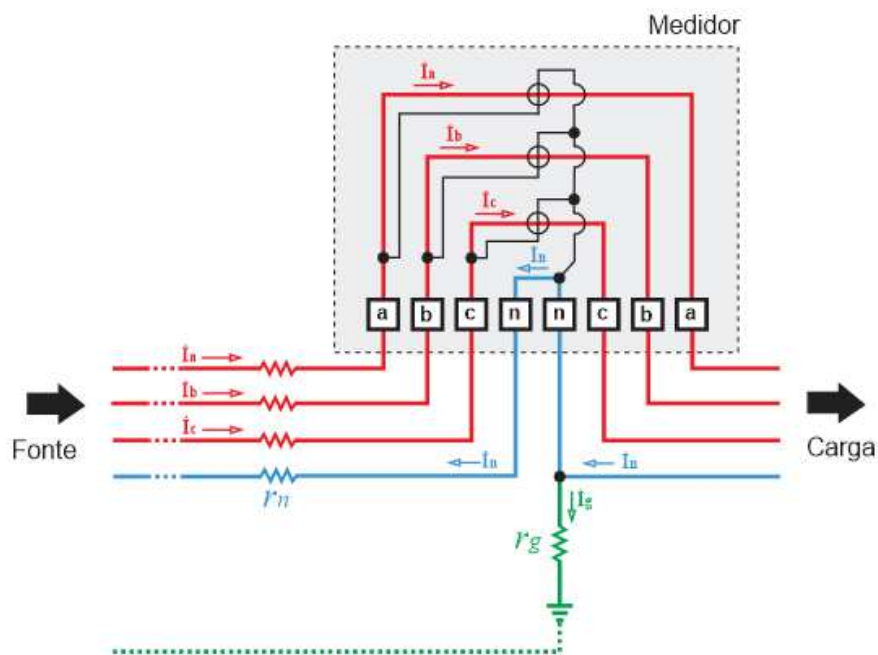 Medidor
İa
İb
İc
İn
a b c n n c b a
İa
İb
İc
Fonte
Carga
İn
İn
rn
İg
rg